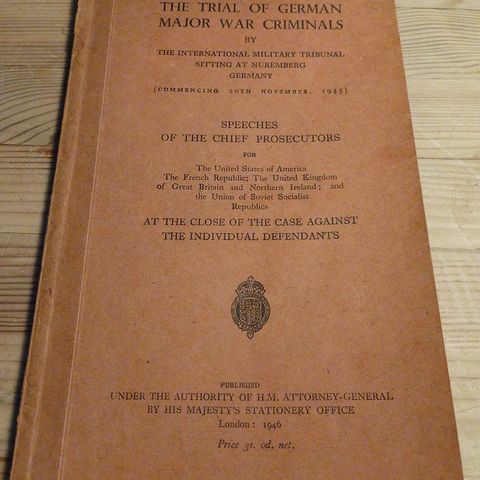 THE TRIAL OF GERMAN
MAJOR WAR CRIMINALS
BY
THE INTERNATIONAL MILITARY TRIBUNAL
SITTING AT NUREMBERG
GERMANY
(COMMENCING 20TH NOVEMBER, 1945)
SPEECHES
OF THE CHIEF PROSECUTORS
FOR
The United States of America
The French Republic; The United Kingdom
of Great Britain and Northern Ireland; and
the Union of Soviet Socialist
Republics
AT THE CLOSE OF THE CASE AGAINST
THE INDIVIDUAL DEFENDANTS
PUBLISHED
UNDER THE AUTHORITY OF H.M. ATTORNEY-GENERAL
BY HIS MAJESTY'S STATIONERY OFFICE
London: 1946
Price 3s. 0d. net.